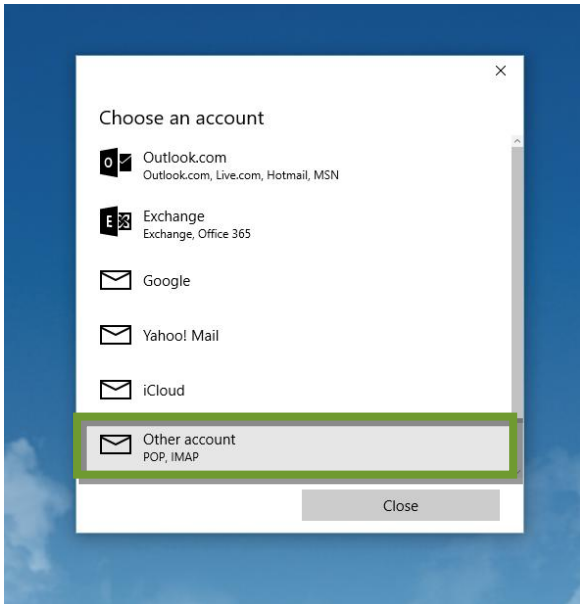 Choose an account
Outlook.com
Outlook.com, Live.com, Hotmail, MSN
Exchange
Exchange, Office 365
Google
Yahoo! Mail
iCloud
Other account
POP, IMAP
Close